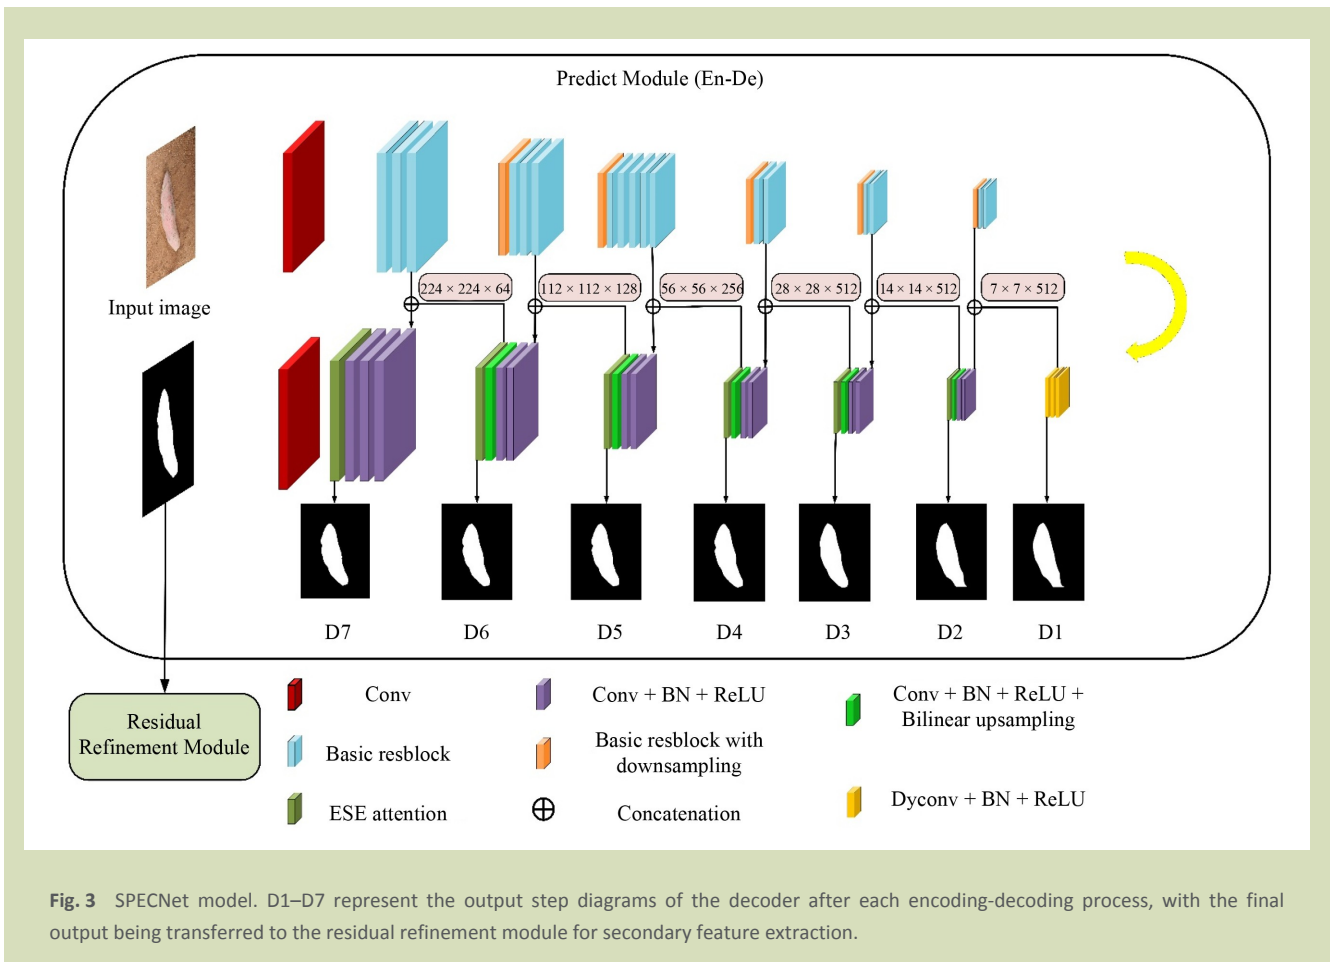 Predict Module (En-De)
Input image
224 × 224 × 64
112 × 112 × 128
56 × 56 × 256
28 × 28 × 512
14 × 14 × 512
7 × 7 × 512
D7
D6
D5
D4
D3
D2
D1
Residual
Refinement Module
Conv
Conv + BN + ReLU
Conv + BN + ReLU +
Bilinear upsampling
Basic resblock
Basic resblock with
downsampling
ESE attention
Concatenation
Dyconv + BN + ReLU
Fig. 3 SPECNet model. D1–D7 represent the output step diagrams of the decoder after each encoding-decoding process, with the final
output being transferred to the residual refinement module for secondary feature extraction.